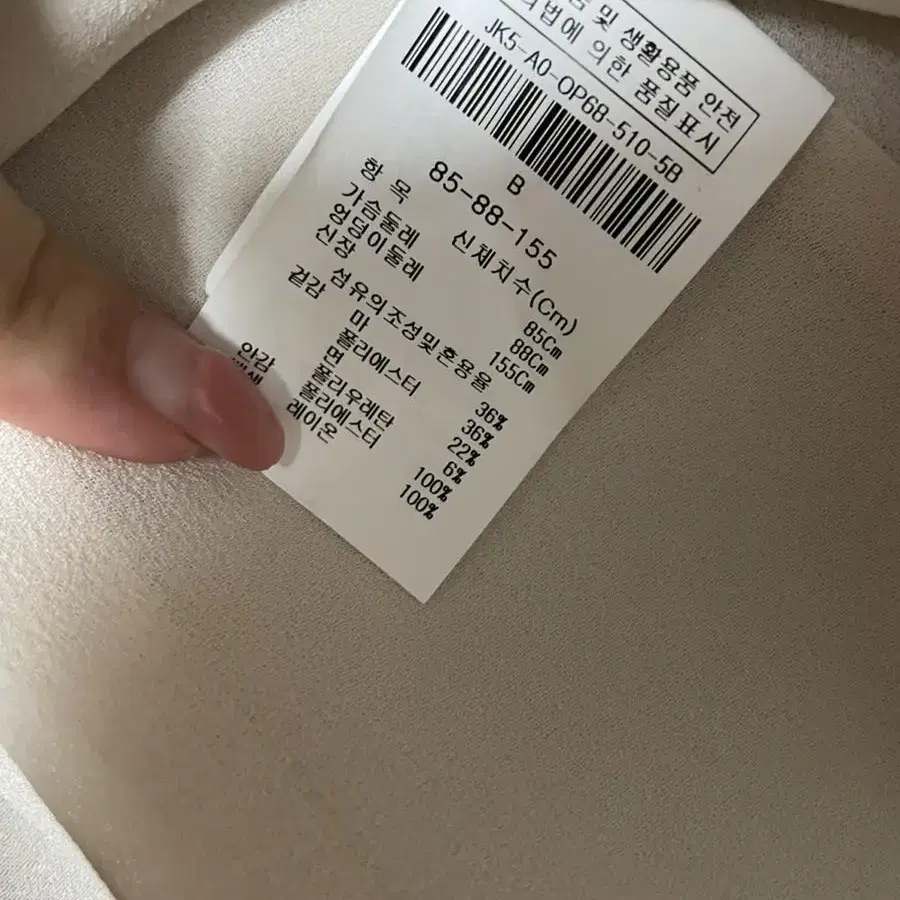 및 생활용품 안전
법에 의한 품질표시
JK5-A0-OP68-510-5B
B
85-88-155
항 목 신체치수(Cm)
가슴둘레 85Cm
엉덩이둘레 88Cm
신장 155Cm
섬유의조성및혼용율
겉감 마 36%
폴리에스터 36%
면 22%
폴리우레탄 6%
안감 폴리에스터 100%
레이온 100%